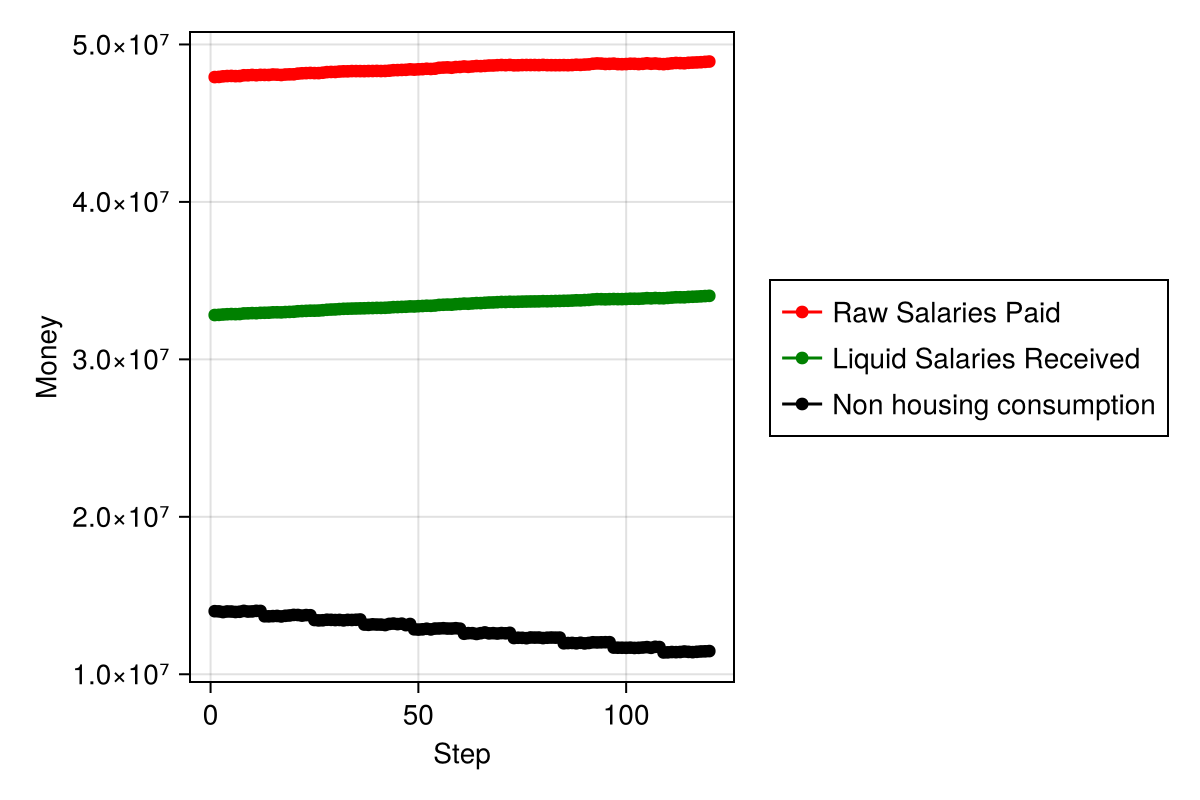 5.0×10⁷
4.0×10⁷
3.0×10⁷
2.0×10⁷
1.0×10⁷
Money
0 50 100
Step
Raw Salaries Paid
Liquid Salaries Received
Non housing consumption